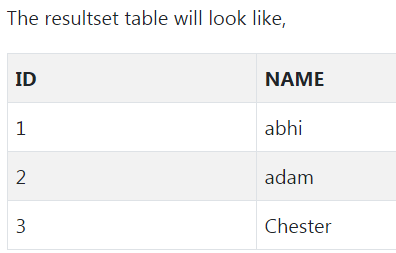 The resultset table will look like,
ID NAME
1 abhi
2 adam
3 Chester